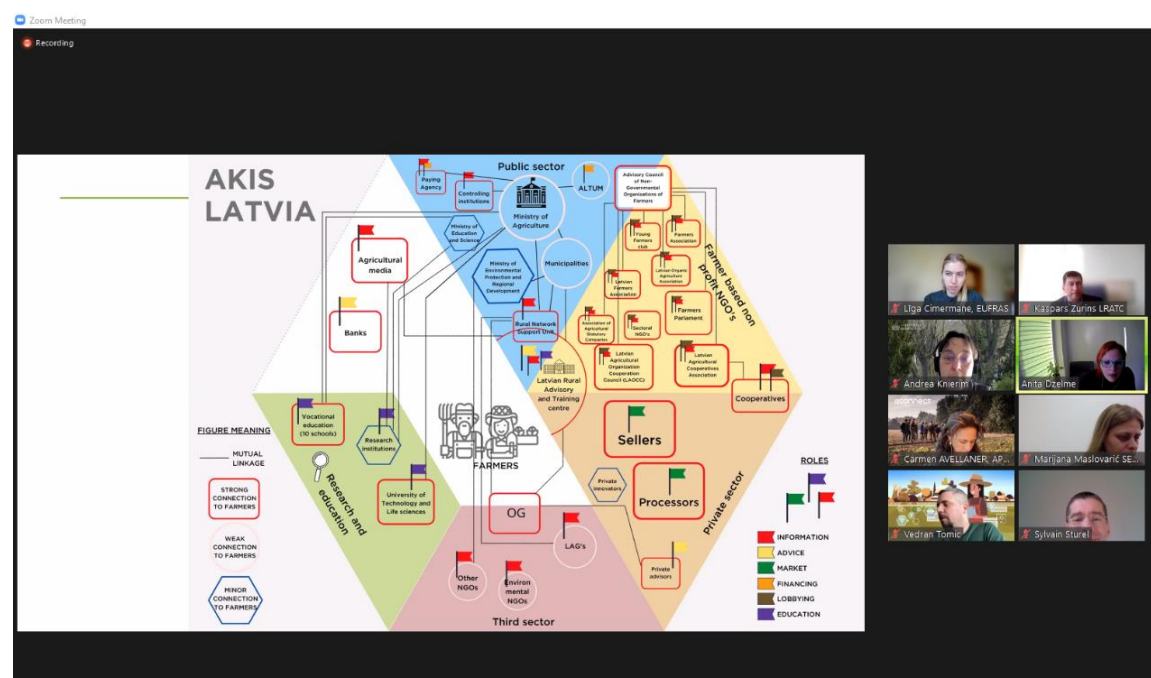 Zoom Meeting
Recording
AKIS
LATVIA
Public sector
Paying
Agency
Controlling
institutions
Ministry of
Agriculture
ALTUM
Advisory Council
of Non-
Governmental
Organisations of
Farmers
Ministry of
Education
and Science
Ministry of
Environmental
Protection and
Regional
Development
Municipalities
Rural Network
Support Unit
Young
Farmers
club
Farmers
Association
Latvian
Farmers
Association
Latvian Organic
Agriculture
Association
Farmers
Parlament
Association of
Agricultural
Statutory
Companies
Sectoral
NGO's
Latvian
Agricultural
Organization
Cooperation
Council (LAOCC)
Latvian
Agricultural
Cooperatives
Association
Farmer based non
profit NGO's
Cooperatives
Agricultural
media
Banks
Latvian Rural
Advisory
and Training
centre
FARMERS
Vocational
education
(10 schools)
Research
institutions
University of
Technology and
Life sciences
Research and
education
Sellers
Processors
Private
innovators
Private
advisors
Private sector
OG
LAG's
Other
NGOs
Environ
mental
NGOs
Third sector
FIGURE MEANING
MUTUAL
LINKAGE
STRONG
CONNECTION
TO FARMERS
WEAK
CONNECTION
TO FARMERS
MINOR
CONNECTION
TO FARMERS
ROLES
INFORMATION
ADVICE
MARKET
FINANCING
LOBBYING
EDUCATION
Līga Cimermane, EUFRAS
Kaspars Zurins LRATC
Andrea Knierim
Anita Dzelme
Carmen AVELLANER, AP...
Marijana Maslovarić SE...
Vedran Tomic
Sylvain Sturel